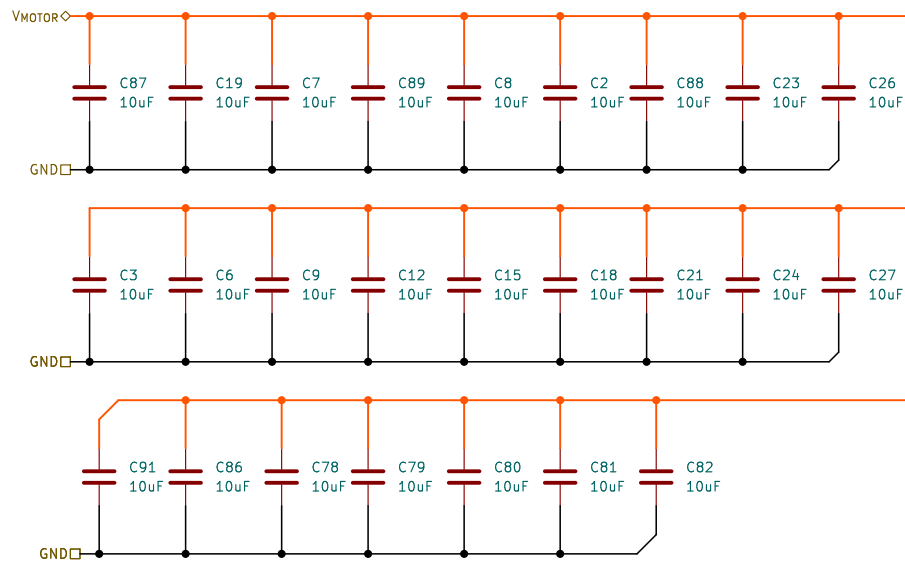 VMOTOR
C87 C19 C7 C89 C8 C2 C88 C23 C26
10uF 10uF 10uF 10uF 10uF 10uF 10uF 10uF 10uF
GND
C3 C6 C9 C12 C15 C18 C21 C24 C27
10uF 10uF 10uF 10uF 10uF 10uF 10uF 10uF 10uF
GND
C91 C86 C78 C79 C80 C81 C82
10uF 10uF 10uF 10uF 10uF 10uF 10uF
GND